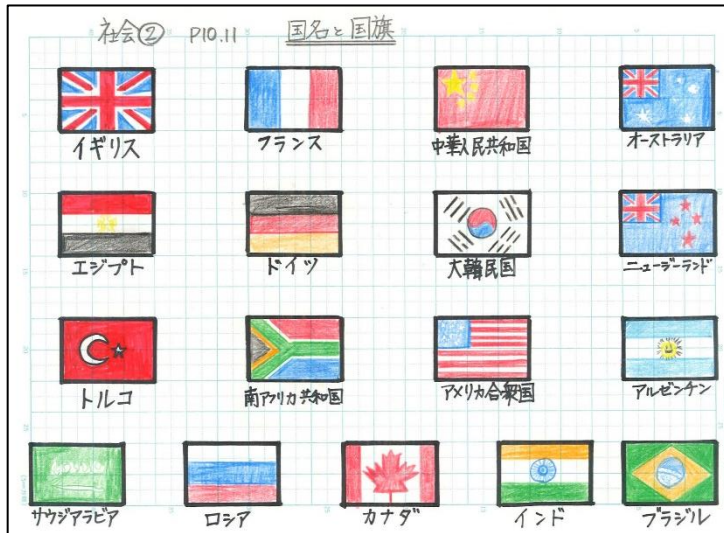 社会② P10.11 国名と国旗
イギリス フランス 中華人民共和国 オーストラリア
エジプト ドイツ 大韓民国 ニュージーランド
トルコ 南アフリカ共和国 アメリカ合衆国 アルゼンチン
サウジアラビア ロシア カナダ インド ブラジル